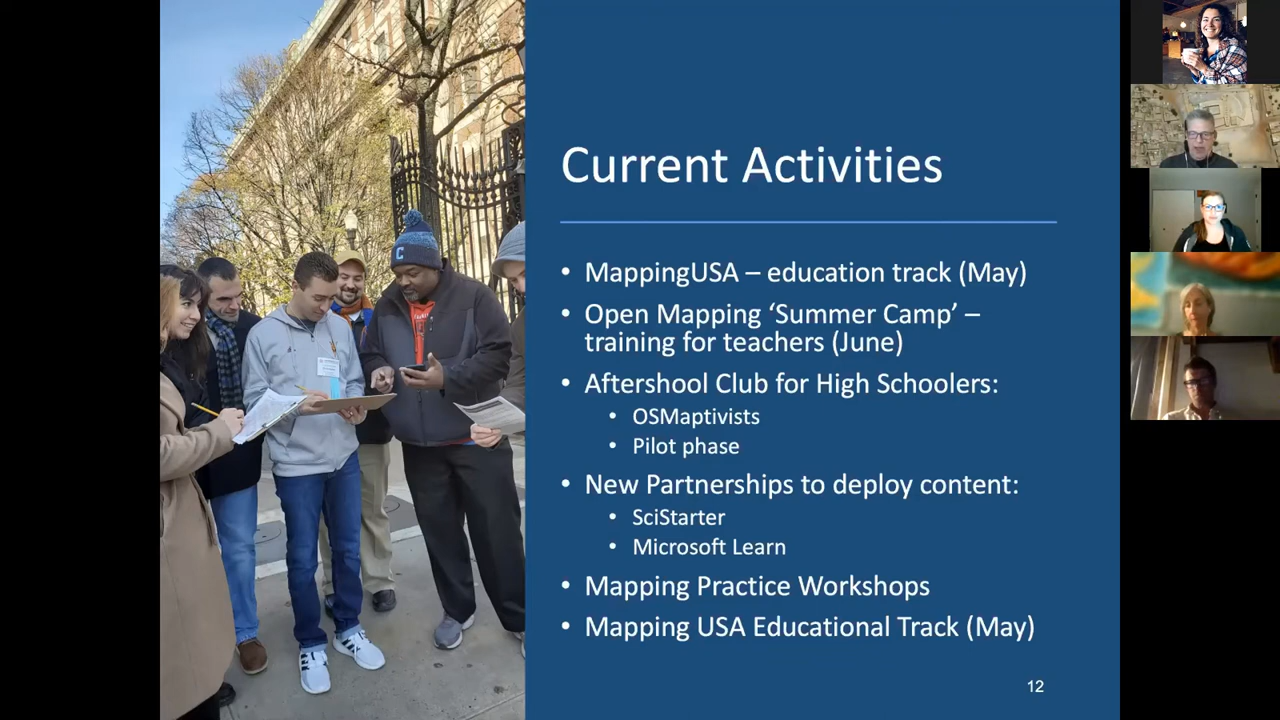 Current Activities
• MappingUSA – education track (May)
• Open Mapping ‘Summer Camp’ –
training for teachers (June)
• Aftershool Club for High Schoolers:
• OSMaptivists
• Pilot phase
• New Partnerships to deploy content:
• SciStarter
• Microsoft Learn
• Mapping Practice Workshops
• Mapping USA Educational Track (May)
12
C